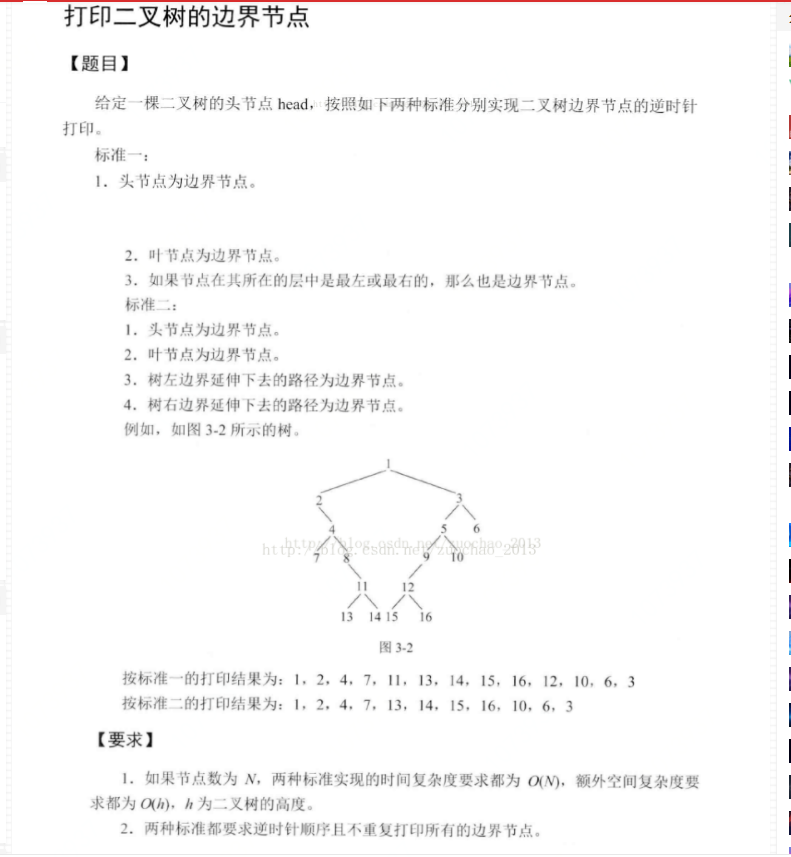 打印二叉树的边界节点
【题目】
给定一棵二叉树的头节点 head，按照如下两种标准分别实现二叉树边界节点的逆时针
打印。
标准一：
1．头节点为边界节点。
2．叶节点为边界节点。
3．如果节点在其所在的层中是最左或最右的，那么也是边界节点。
标准二：
1．头节点为边界节点。
2．叶节点为边界节点。
3．树左边界延伸下去的路径为边界节点。
4．树右边界延伸下去的路径为边界节点。
例如，如图 3-2 所示的树。
1
2 3
4 5 6
http://blog.csdn.net/zuochao_2013
http://blog.csdn.net/zuochao_2013
7 8 9 10
11 12
13 14 15 16
图 3-2
按标准一的打印结果为：1，2，4，7，11，13，14，15，16，12，10，6，3
按标准二的打印结果为：1，2，4，7，13，14，15，16，10，6，3
【要求】
1．如果节点数为 N，两种标准实现的时间复杂度要求都为 O(N)，额外空间复杂度要
求都为 O(h)，h 为二叉树的高度。
2．两种标准都要求逆时针顺序且不重复打印所有的边界节点。